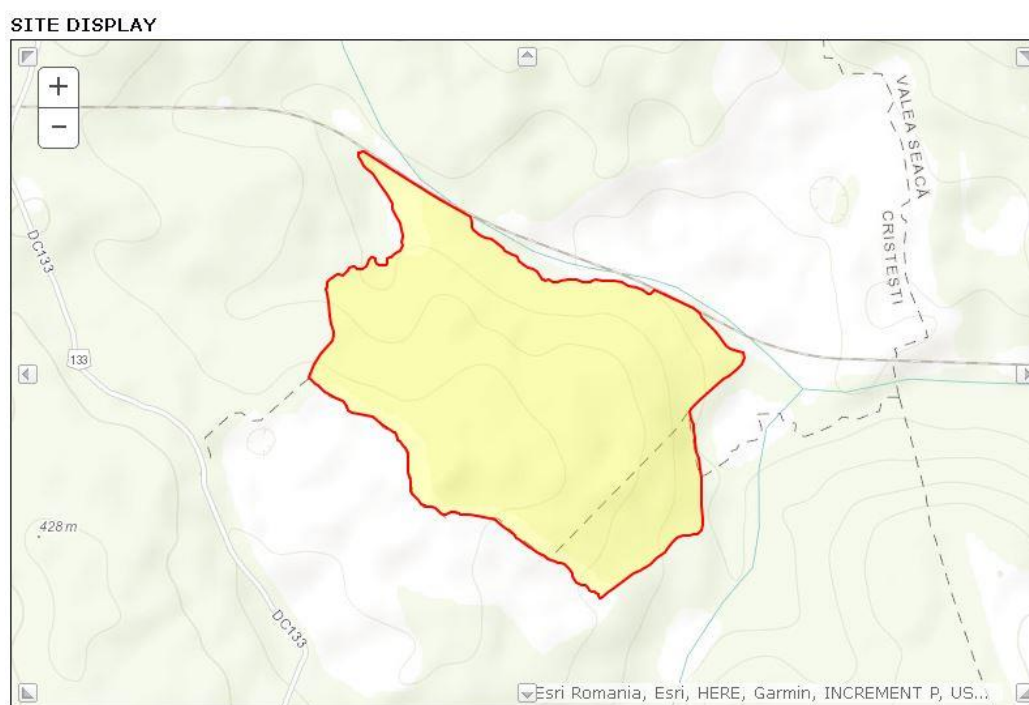 SITE DISPLAY
+
−
VALEA SEACĂ
CRISTEȘTI
DC133
133
428 m
DC133
Esri Romania, Esri, HERE, Garmin, INCREMENT P, US...